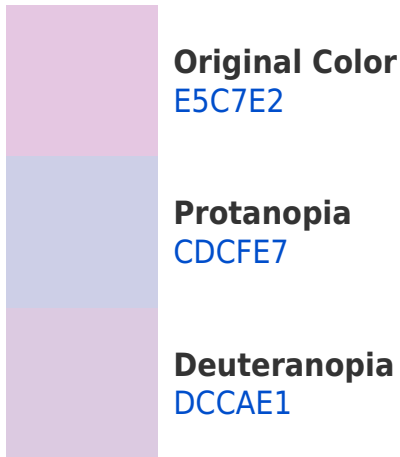 Original Color
E5C7E2
Protanopia
CDCFE7
Deuteranopia
DCCAE1